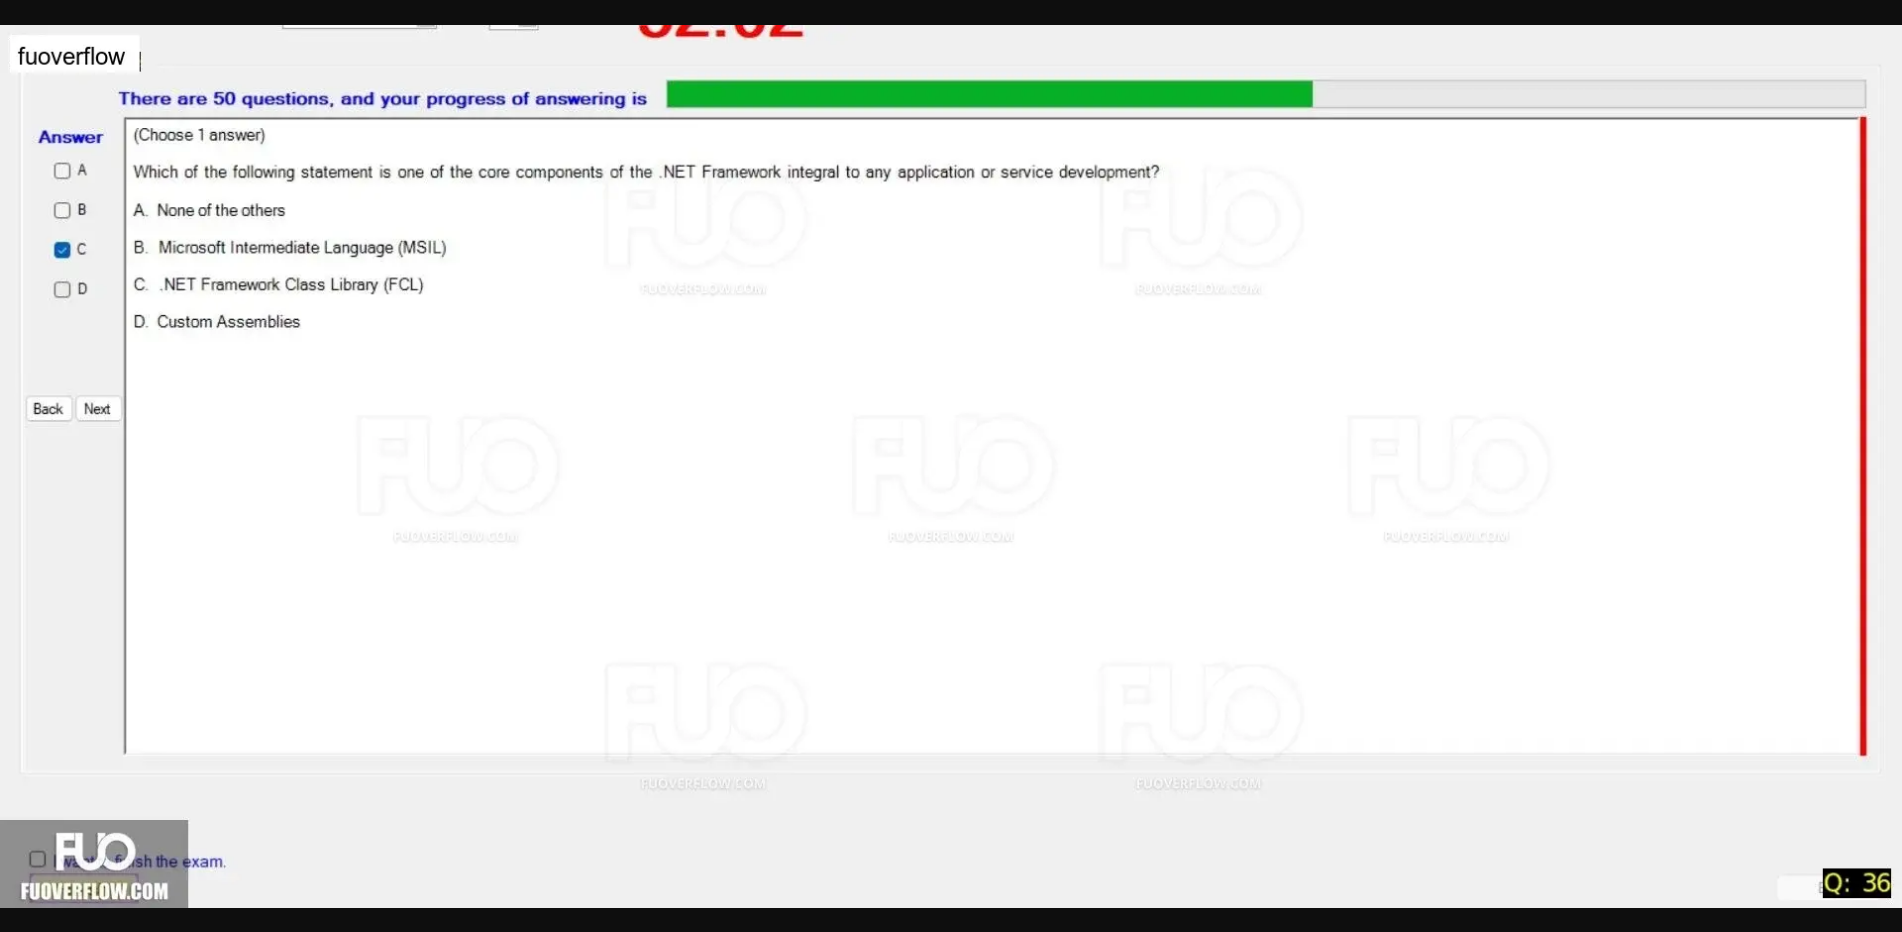 fuoverflow
There are 50 questions, and your progress of answering is
Answer
(Choose 1 answer)
A
Which of the following statement is one of the core components of the .NET Framework integral to any application or service development?
B
A. None of the others
C
B. Microsoft Intermediate Language (MSIL)
D
C. .NET Framework Class Library (FCL)
D. Custom Assemblies
Back Next
FUO
FUOVERFLOW.COM
FUO
FUOVERFLOW.COM
FUO
FUOVERFLOW.COM
FUO
FUOVERFLOW.COM
FUO
FUOVERFLOW.COM
FUO
FUOVERFLOW.COM
FUO
FUOVERFLOW.COM
the exam.
FUO
FUOVERFLOW.COM
Q: 36